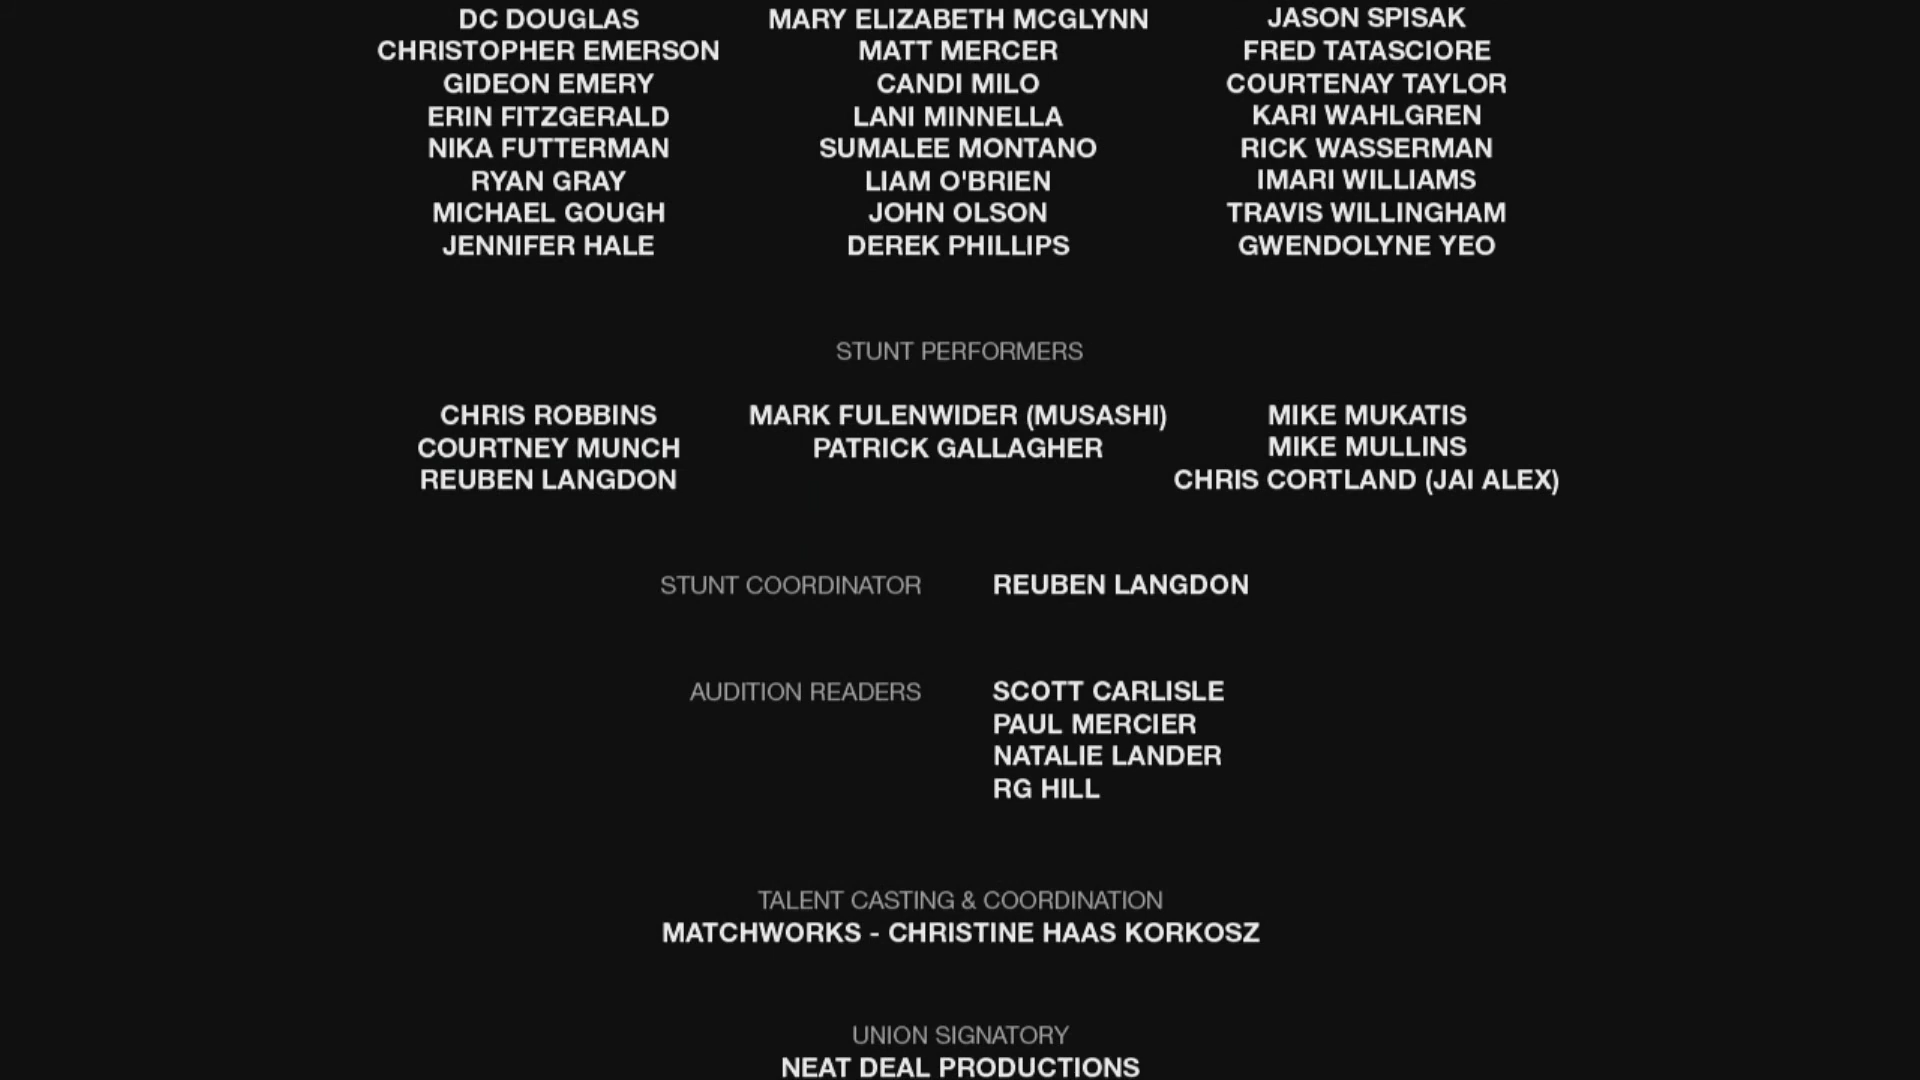 DC DOUGLAS MARY ELIZABETH MCGLYNN JASON SPISAK
CHRISTOPHER EMERSON MATT MERCER FRED TATASCIORE
GIDEON EMERY CANDI MILO COURTENAY TAYLOR
ERIN FITZGERALD LANI MINNELLA KARI WAHLGREN
NIKA FUTTERMAN SUMALEE MONTANO RICK WASSERMAN
RYAN GRAY LIAM O'BRIEN IMARI WILLIAMS
MICHAEL GOUGH JOHN OLSON TRAVIS WILLINGHAM
JENNIFER HALE DEREK PHILLIPS GWENDOLYNE YEO
STUNT PERFORMERS
CHRIS ROBBINS MARK FULENWIDER (MUSASHI) MIKE MUKATIS
COURTNEY MUNCH PATRICK GALLAGHER MIKE MULLINS
REUBEN LANGDON CHRIS CORTLAND (JAI ALEX)
STUNT COORDINATOR REUBEN LANGDON
AUDITION READERS SCOTT CARLISLE
PAUL MERCIER
NATALIE LANDER
RG HILL
TALENT CASTING & COORDINATION
MATCHWORKS - CHRISTINE HAAS KORKOSZ
UNION SIGNATORY
NEAT DEAL PRODUCTIONS